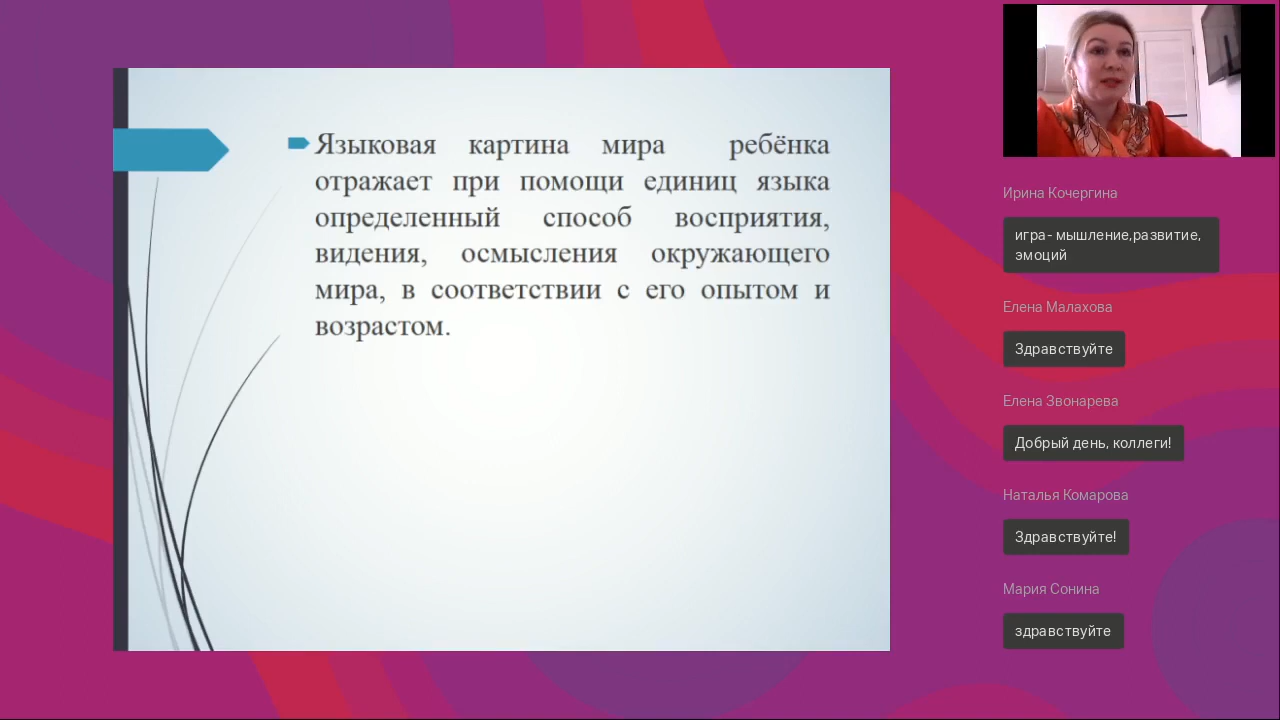 Языковая картина мира ребёнка
отражает при помощи единиц языка
определенный способ восприятия,
видения, осмысления окружающего
мира, в соответствии с его опытом и
возрастом.
Ирина Кочергина
игра- мышление,развитие,
эмоций
Елена Малахова
Здравствуйте
Елена Звонарева
Добрый день, коллеги!
Наталья Комарова
Здравствуйте!
Мария Сонина
здравствуйте